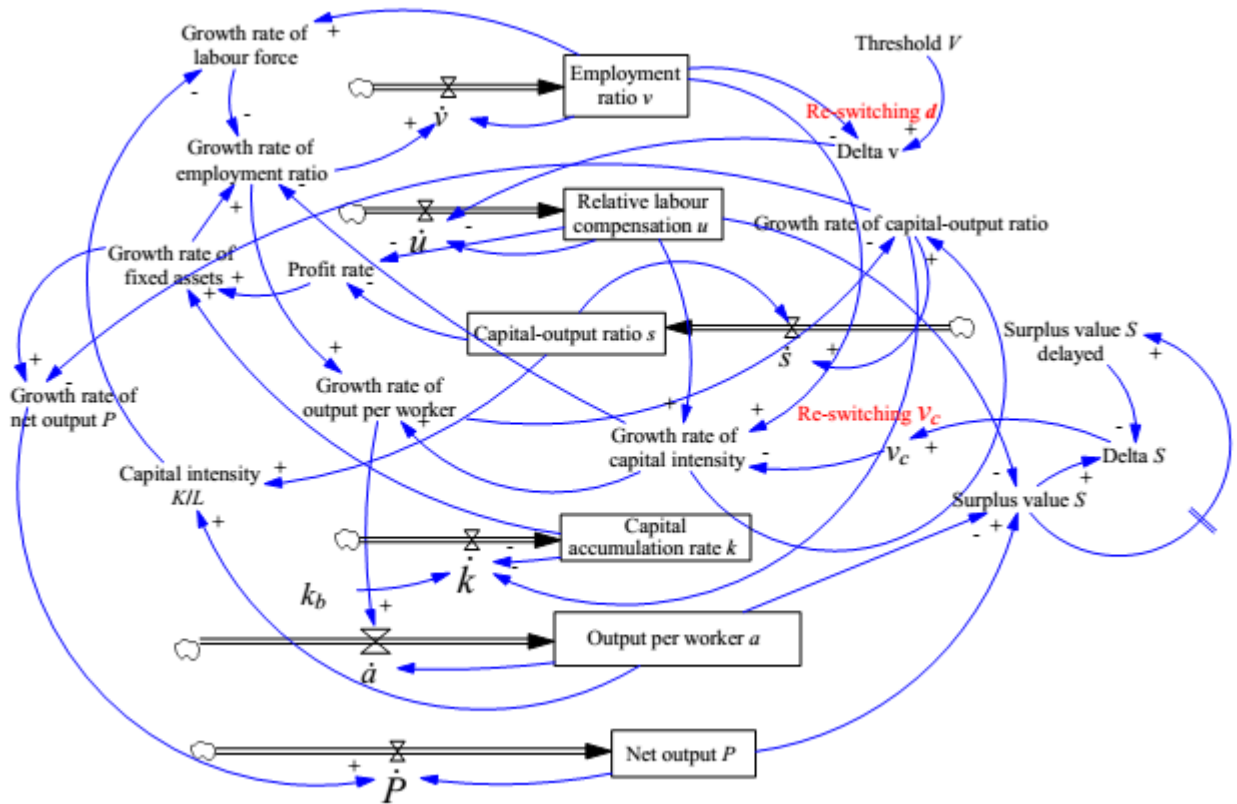 Growth rate of
labour force
Employment
ratio v
Threshold V
v̇
Re-switching d
Delta v
Growth rate of
employment ratio
Relative labour
compensation u
u̇
Growth rate of capital-output ratio
Growth rate of
fixed assets
Profit rate
Capital-output ratio s
ṡ
Surplus value S
delayed
Growth rate of
net output P
Growth rate of
output per worker
Re-switching vc
Growth rate of
capital intensity
vc
Delta S
Capital intensity
K/L
Surplus value S
Capital
accumulation rate k
k̇
kb
Output per worker a
ȧ
Net output P
Ṗ